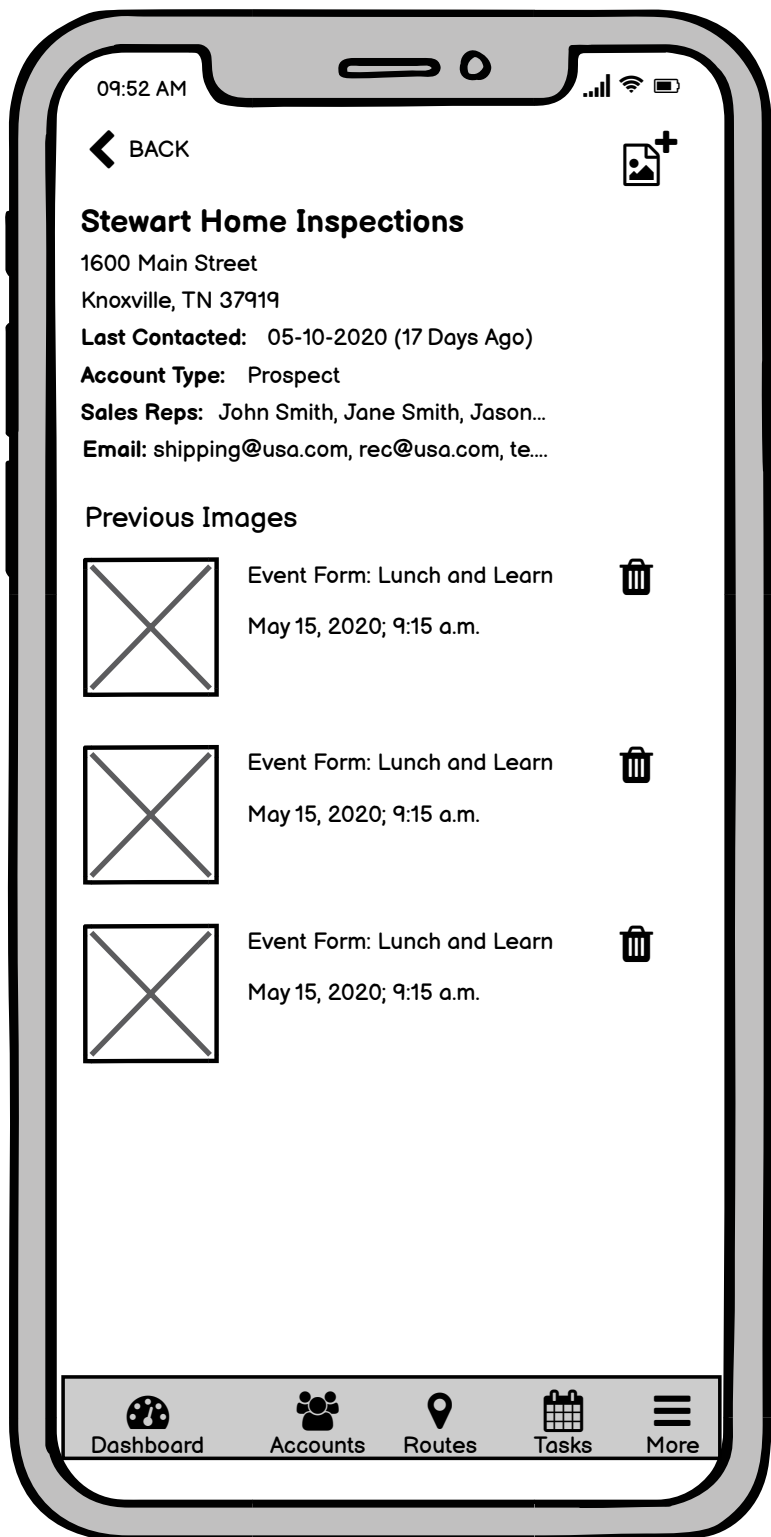 09:52 AM
BACK
Stewart Home Inspections
1600 Main Street
Knoxville, TN 37919
Last Contacted: 05-10-2020 (17 Days Ago)
Account Type: Prospect
Sales Reps: John Smith, Jane Smith, Jason...
Email: shipping@usa.com, rec@usa.com, te....
Previous Images
Event Form: Lunch and Learn
May 15, 2020; 9:15 a.m.
Event Form: Lunch and Learn
May 15, 2020; 9:15 a.m.
Event Form: Lunch and Learn
May 15, 2020; 9:15 a.m.
Dashboard Accounts Routes Tasks More